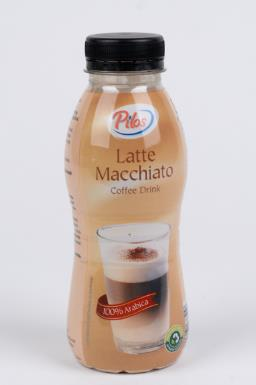 Pilos
Latte
Macchiato
Coffee Drink
100% Arabica